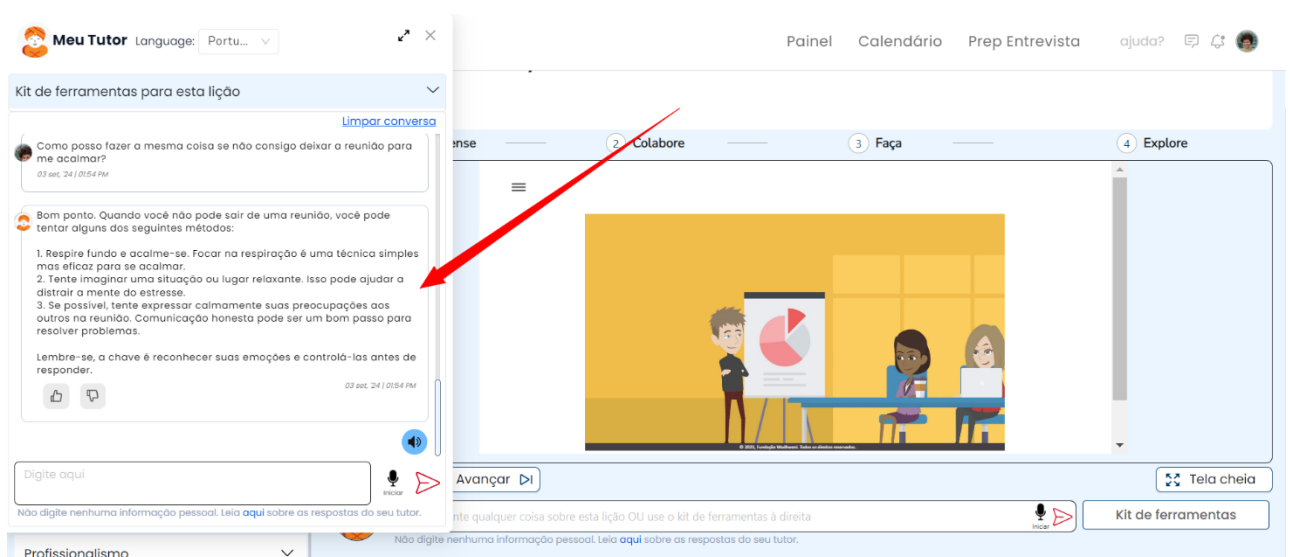 Meu Tutor Language: Portu...
Kit de ferramentas para esta lição
Limpar conversa
Como posso fazer a mesma coisa se não consigo deixar a reunião para
me acalmar?
03 set, '24 | 01:54 PM
Bom ponto. Quando você não pode sair de uma reunião, você pode
tentar alguns dos seguintes métodos:
1. Respire fundo e acalme-se. Focar na respiração é uma técnica simples
mas eficaz para se acalmar.
2. Tente imaginar uma situação ou lugar relaxante. Isso pode ajudar a
distrair a mente do estresse.
3. Se possível, tente expressar calmamente suas preocupações aos
outros na reunião. Comunicação honesta pode ser um bom passo para
resolver problemas.
Lembre-se, a chave é reconhecer suas emoções e controlá-las antes de
responder.
03 set, '24 | 01:54 PM
Digite aqui
Iniciar
Não digite nenhuma informação pessoal. Leia aqui sobre as respostas do seu tutor.
Profissionalismo
Painel Calendário Prep Entrevista ajuda?
ense 2 Colabore 3 Faça 4 Explore
© 2023, Fundação Wadhwani. Todos os direitos reservados.
Avançar Tela cheia
nte qualquer coisa sobre esta lição OU use o kit de ferramentas à direita
Iniciar
Kit de ferramentas
Não digite nenhuma informação pessoal. Leia aqui sobre as respostas do seu tutor.